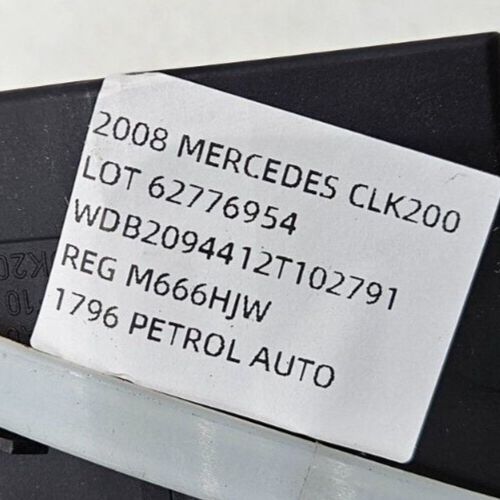 2008 MERCEDES CLK200
LOT 62776954
WDB2094412T102791
REG M666HJW
1796 PETROL AUTO